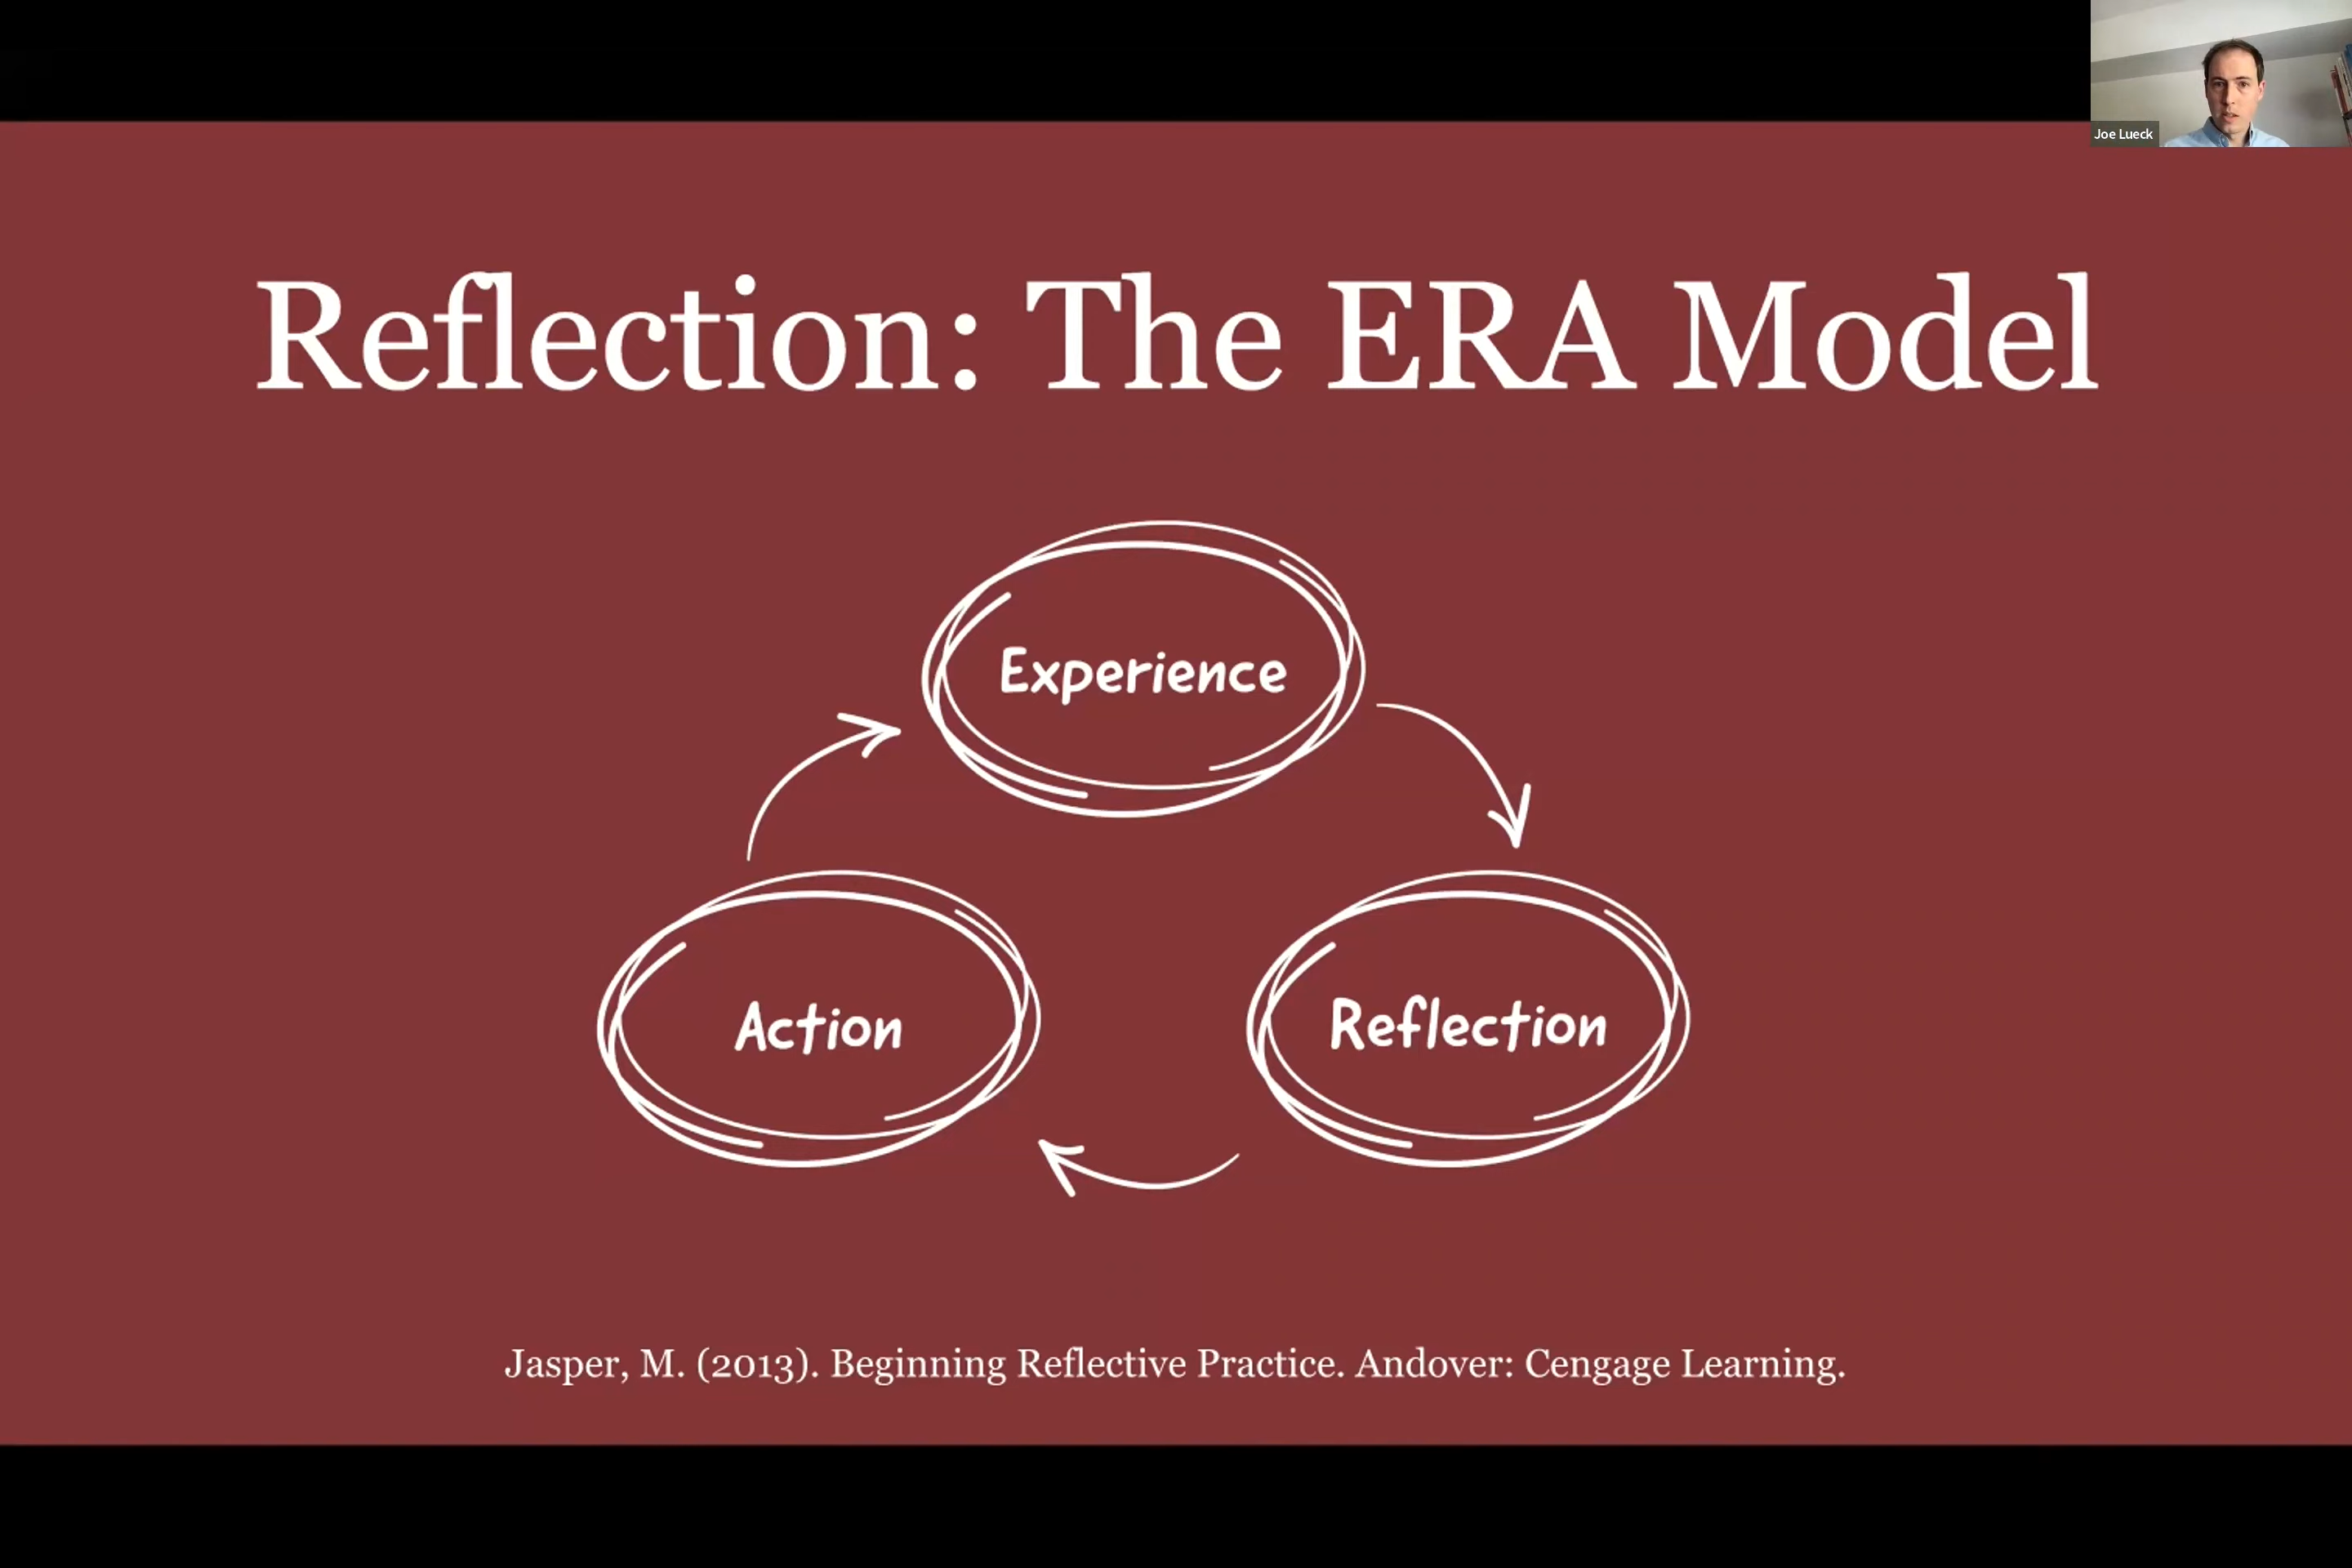 Joe Lueck
Reflection: The ERA Model
Experience
Action
Reflection
Jasper, M. (2013). Beginning Reflective Practice. Andover: Cengage Learning.